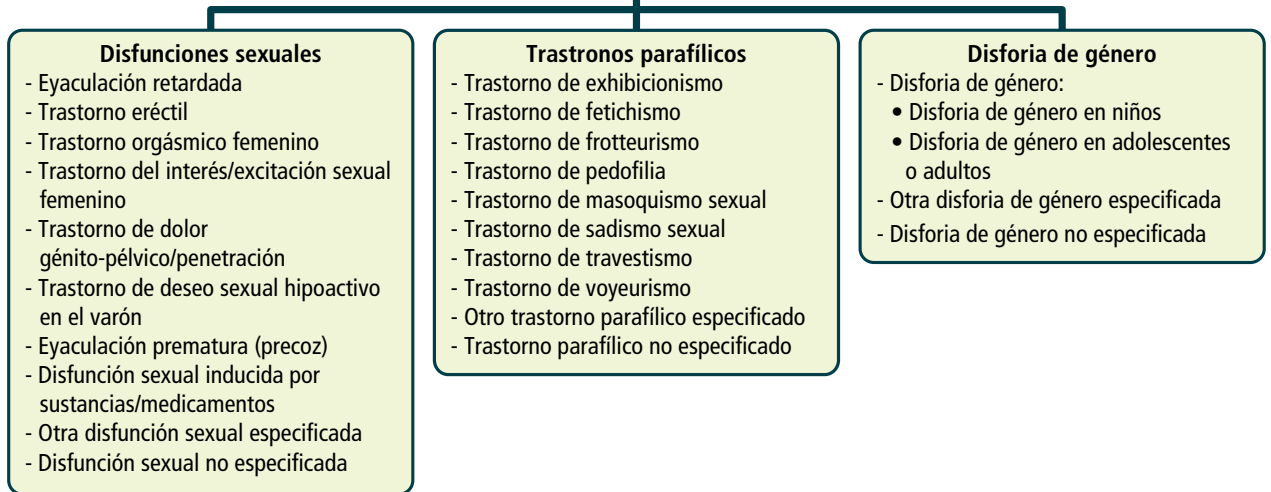 Disfunciones sexuales
- Eyaculación retardada
- Trastorno eréctil
- Trastorno orgásmico femenino
- Trastorno del interés/excitación sexual
femenino
- Trastorno de dolor
génito-pélvico/penetración
- Trastorno de deseo sexual hipoactivo
en el varón
- Eyaculación prematura (precoz)
- Disfunción sexual inducida por
sustancias/medicamentos
- Otra disfunción sexual especificada
- Disfunción sexual no especificada
Trastronos parafílicos
- Trastorno de exhibicionismo
- Trastorno de fetichismo
- Trastorno de frotteurismo
- Trastorno de pedofilia
- Trastorno de masoquismo sexual
- Trastorno de sadismo sexual
- Trastorno de travestismo
- Trastorno de voyeurismo
- Otro trastorno parafílico especificado
- Trastorno parafílico no especificado
Disforia de género
- Disforia de género:
• Disforia de género en niños
• Disforia de género en adolescentes
o adultos
- Otra disforia de género especificada
- Disforia de género no especificada